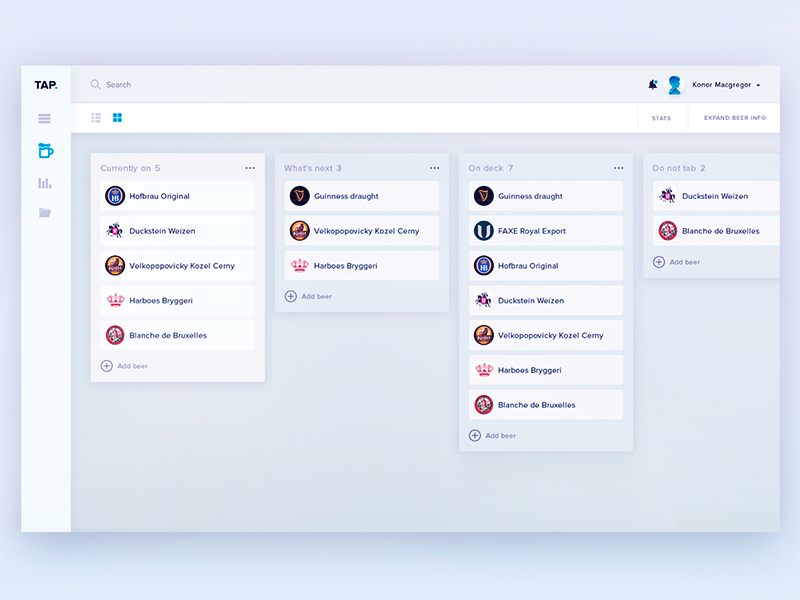 TAP.
Search
Konor Macgregor
STATS
EXPAND BEER INFO
Currently on 5
Hofbrau Original
Duckstein Weizen
Velkopopovicky Kozel Cerny
Harboes Bryggeri
Blanche de Bruxelles
Add beer
What's next 3
Guinness draught
Velkopopovicky Kozel Cerny
Harboes Bryggeri
Add beer
On deck 7
Guinness draught
FAXE Royal Export
Hofbrau Original
Duckstein Weizen
Velkopopovicky Kozel Cerny
Harboes Bryggeri
Blanche de Bruxelles
Add beer
Do not tab 2
Duckstein Weizen
Blanche de Bruxelles
Add beer